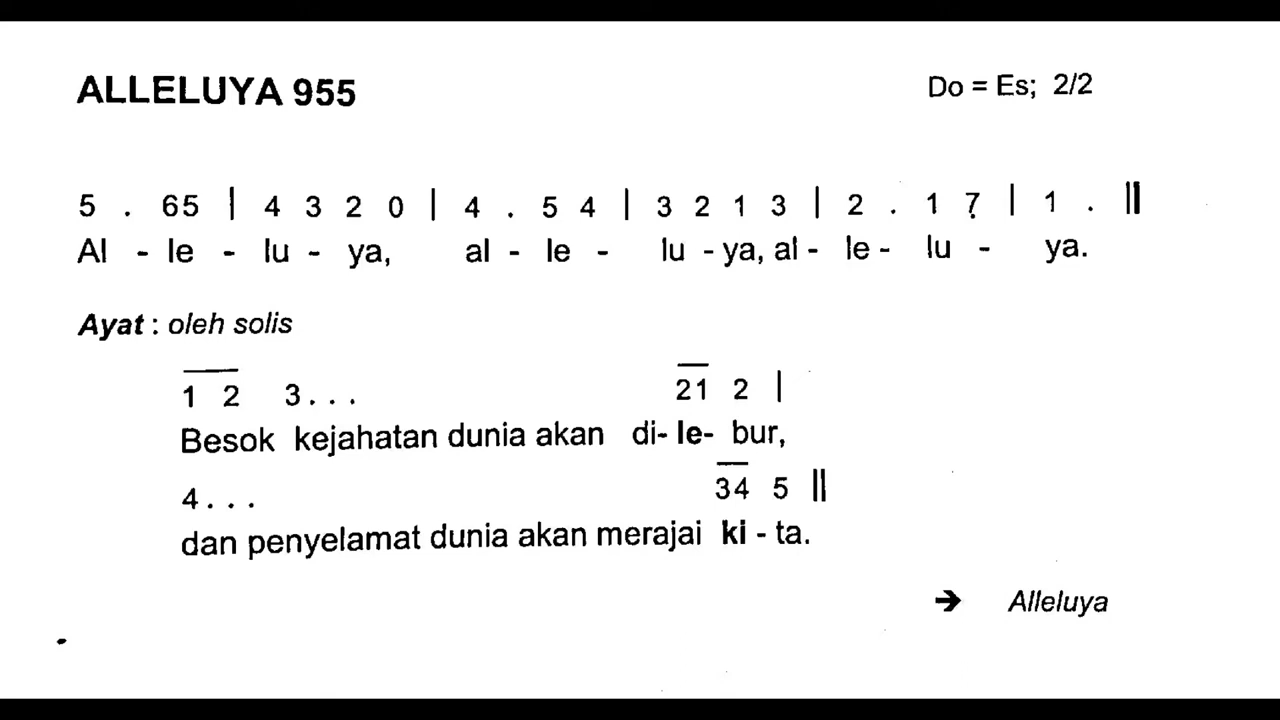 ALLELUYA 955 Do = Es; 2/2
5 . 65 | 4 3 2 0 | 4 . 5 4 | 3 2 1 3 | 2 . 1 7̣ | 1 . ||
Al - le - lu - ya, al - le - lu - ya, al - le - lu - ya.
Ayat : oleh solis
1 2 3 . . . 21 2 |
Besok kejahatan dunia akan di- le- bur,
4 . . . 34 5 ||
dan penyelamat dunia akan merajai ki - ta.
➔ Alleluya